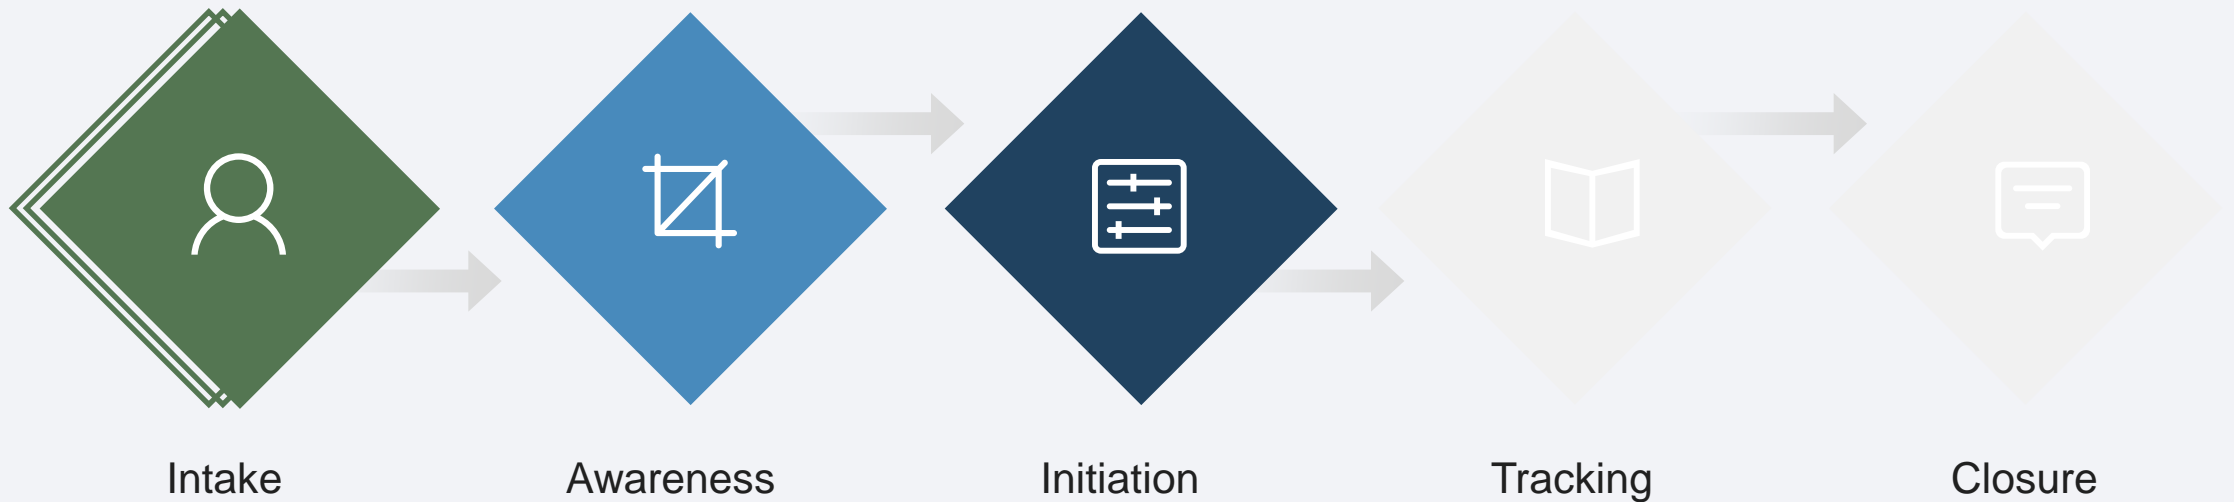 Intake
Awareness
Initiation
Tracking
Closure